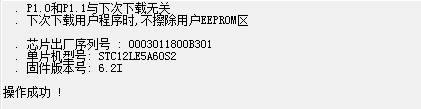 . P1.0和P1.1与下次下载无关
. 下次下载用户程序时,不擦除用户EEPROM区
. 芯片出厂序列号 : 0003011800B301
. 单片机型号: STC12LE5A60S2
. 固件版本号: 6.2I
操作成功 !